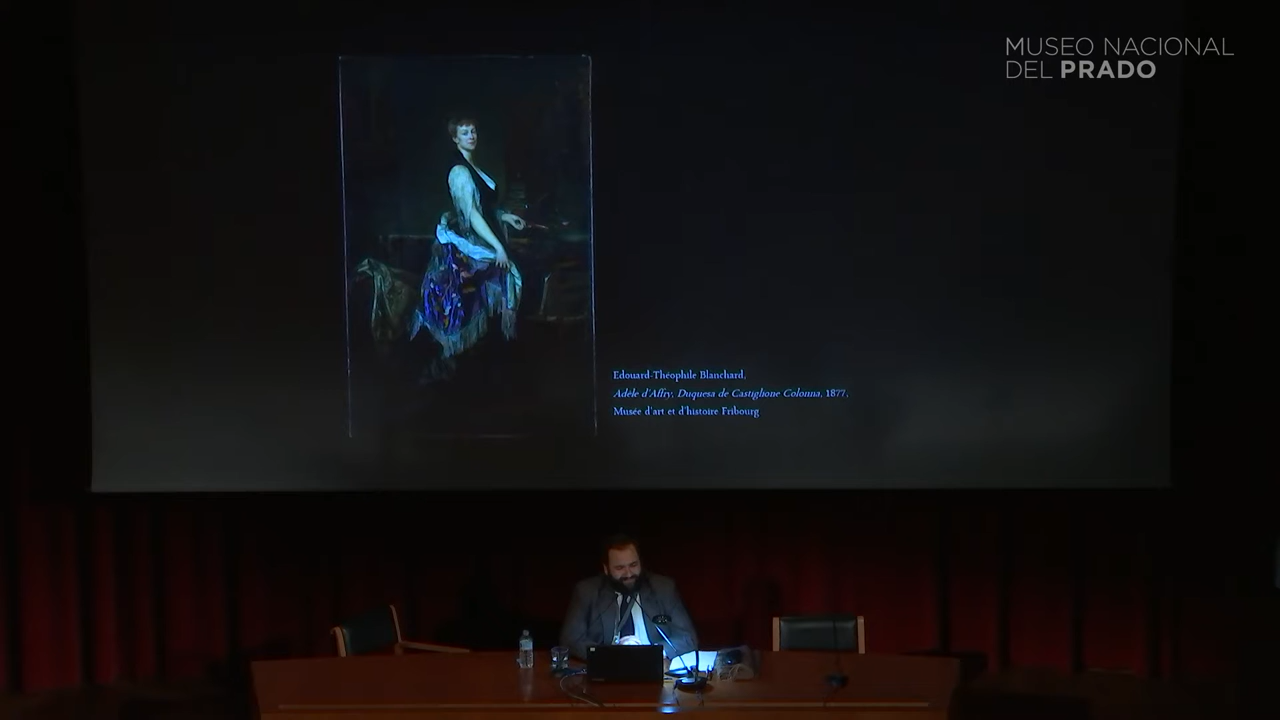 MUSEO NACIONAL
DEL PRADO
Edouard-Théophile Blanchard,
Adèle d'Affry, Duquesa de Castiglione Colonna, 1877,
Musée d'art et d'histoire Fribourg